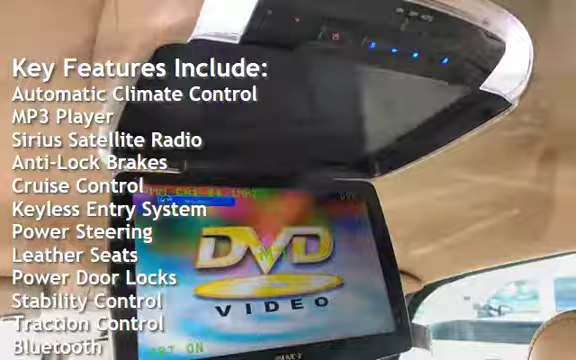 Key Features Include:
Automatic Climate Control
MP3 Player
Sirius Satellite Radio
Anti-Lock Brakes
Cruise Control
Keyless Entry System
Power Steering
Leather Seats
Power Door Locks
Stability Control
Traction Control
Bluetooth
DVD
VIDEO
ON